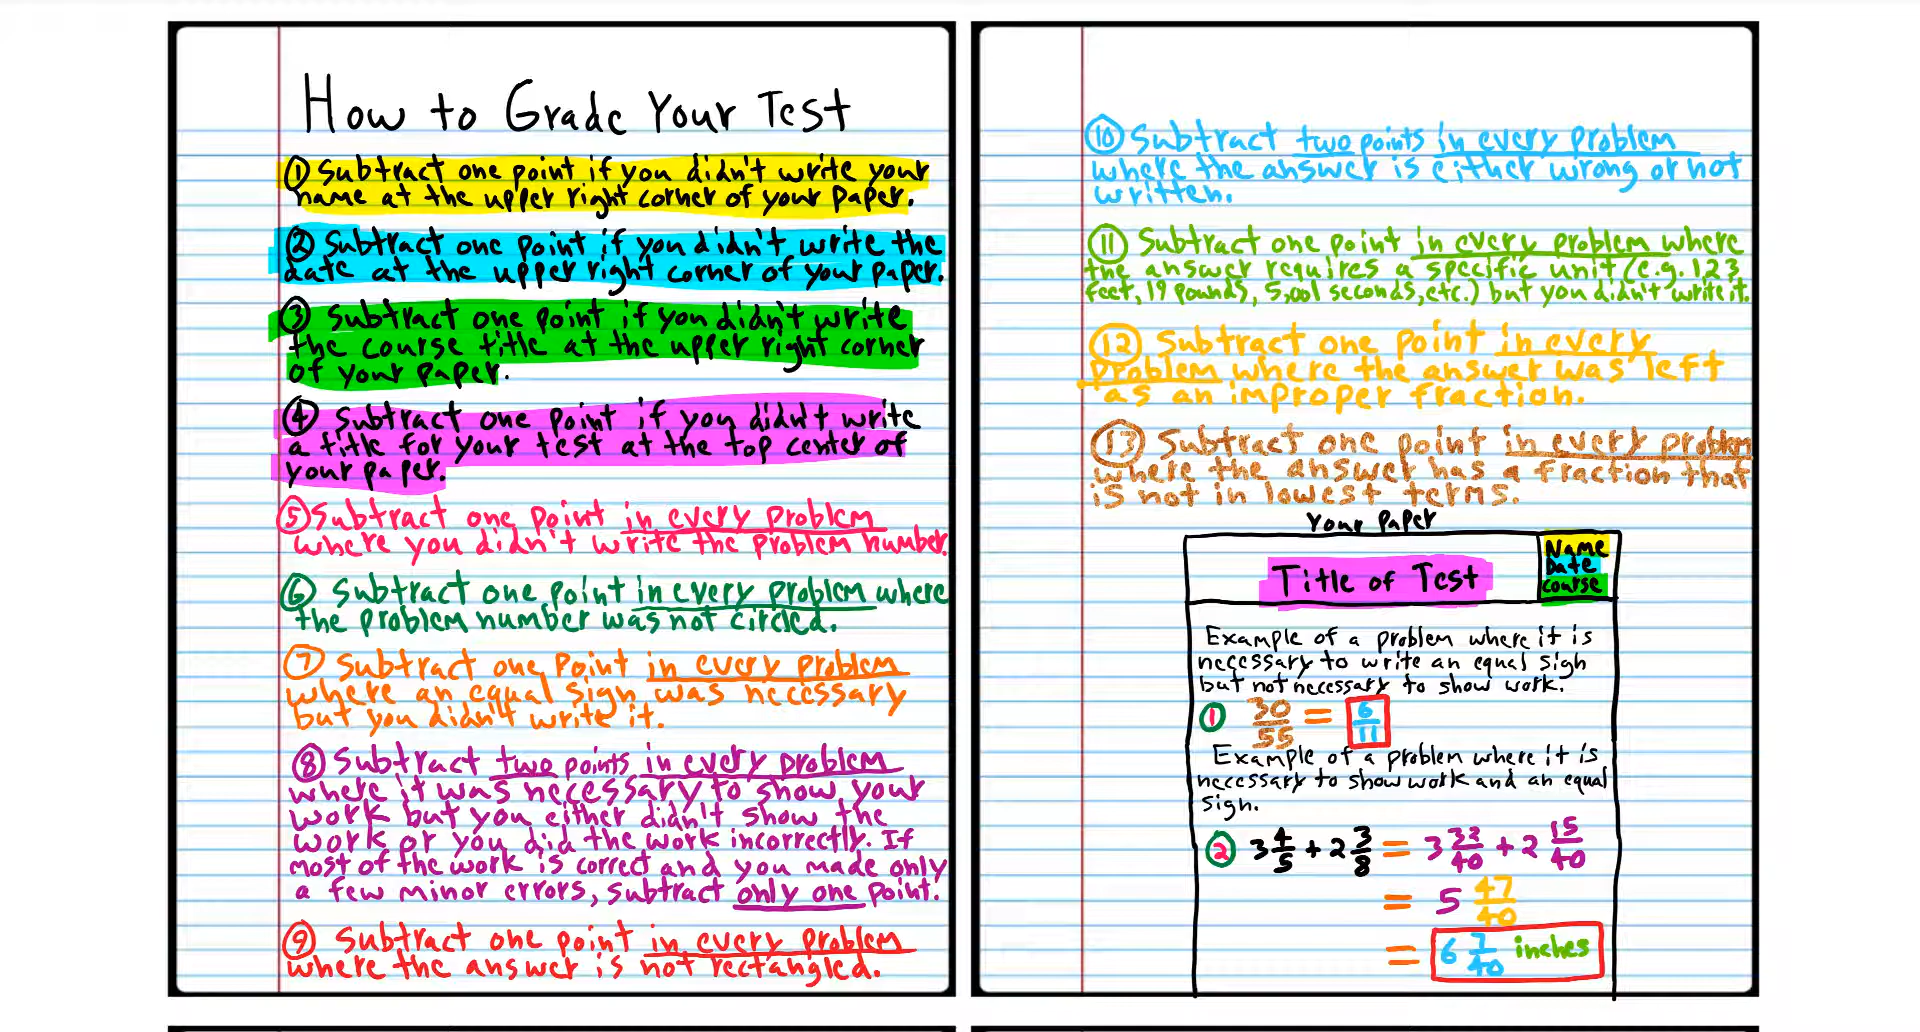 How to Grade Your Test
① Subtract one point if you didn't write your
name at the upper right corner of your paper.
② Subtract one point if you didn't write the
date at the upper right corner of your paper.
③ Subtract one point if you didn't write
the course title at the upper right corner
of your paper.
④ Subtract one point if you didn't write
a title for your test at the top center of
your paper.
⑤ Subtract one point in every problem
where you didn't write the problem number.
⑥ Subtract one point in every problem where
the problem number was not circled.
⑦ Subtract one point in every problem
where an equal sign was necessary
but you didn't write it.
⑧ Subtract two points in every problem
where it was necessary to show your
work but you either didn't show the
work or you did the work incorrectly. If
most of the work is correct and you made only
a few minor errors, subtract only one point.
⑨ Subtract one point in every problem
where the answer is not rectangled.
⑩ Subtract two points in every problem
where the answer is either wrong or not
written.
⑪ Subtract one point in every problem where
the answer requires a specific unit (e.g. 123
feet, 19 pounds, 5,001 seconds, etc.) but you didn't write it.
⑫ Subtract one point in every
problem where the answer was left
as an improper fraction.
⑬ Subtract one point in every problem
where the answer has a fraction that
is not in lowest terms.
Your Paper
Name
Date
Title of Test
Course
Example of a problem where it is
necessary to write an equal sign
but not necessary to show work.
① 30/55 = 6/11
Example of a problem where it is
necessary to show work and an equal
sign.
② 3 4/5 + 2 3/8 = 3 32/40 + 2 15/40
= 5 47/40
= 6 7/40 inches